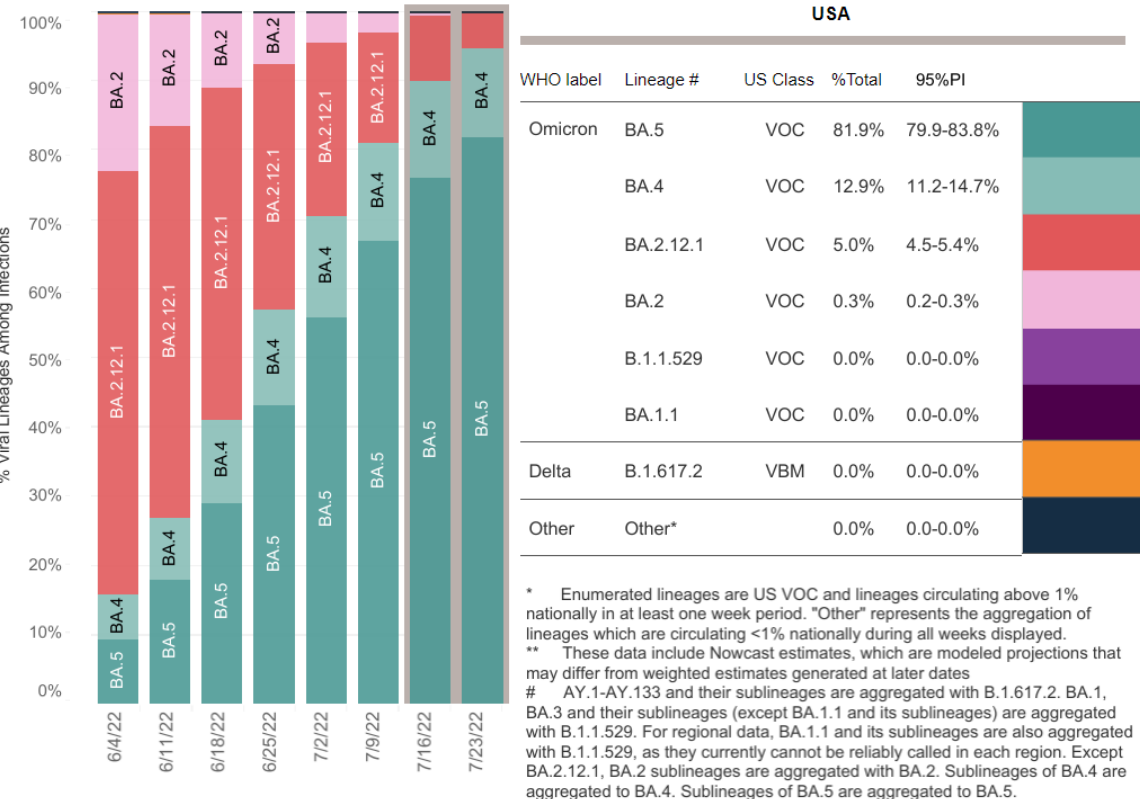 USA
WHO label Lineage # US Class %Total 95%PI
Omicron BA.5 VOC 81.9% 79.9-83.8%
BA.4 VOC 12.9% 11.2-14.7%
BA.2.12.1 VOC 5.0% 4.5-5.4%
BA.2 VOC 0.3% 0.2-0.3%
B.1.1.529 VOC 0.0% 0.0-0.0%
BA.1.1 VOC 0.0% 0.0-0.0%
Delta B.1.617.2 VBM 0.0% 0.0-0.0%
Other Other* 0.0% 0.0-0.0%
% Viral Lineages Among Infections
100%
90%
80%
70%
60%
50%
40%
30%
20%
10%
0%
BA.2
BA.2.12.1
BA.4
BA.5
BA.2
BA.2.12.1
BA.4
BA.5
BA.2
BA.2.12.1
BA.4
BA.5
BA.2
BA.2.12.1
BA.4
BA.5
BA.2.12.1
BA.4
BA.5
BA.2.12.1
BA.4
BA.5
BA.4
BA.5
BA.4
BA.5
6/4/22
6/11/22
6/18/22
6/25/22
7/2/22
7/9/22
7/16/22
7/23/22
* Enumerated lineages are US VOC and lineages circulating above 1%
nationally in at least one week period. "Other" represents the aggregation of
lineages which are circulating <1% nationally during all weeks displayed.
** These data include Nowcast estimates, which are modeled projections that
may differ from weighted estimates generated at later dates
# AY.1-AY.133 and their sublineages are aggregated with B.1.617.2. BA.1,
BA.3 and their sublineages (except BA.1.1 and its sublineages) are aggregated
with B.1.1.529. For regional data, BA.1.1 and its sublineages are also aggregated
with B.1.1.529, as they currently cannot be reliably called in each region. Except
BA.2.12.1, BA.2 sublineages are aggregated with BA.2. Sublineages of BA.4 are
aggregated to BA.4. Sublineages of BA.5 are aggregated to BA.5.